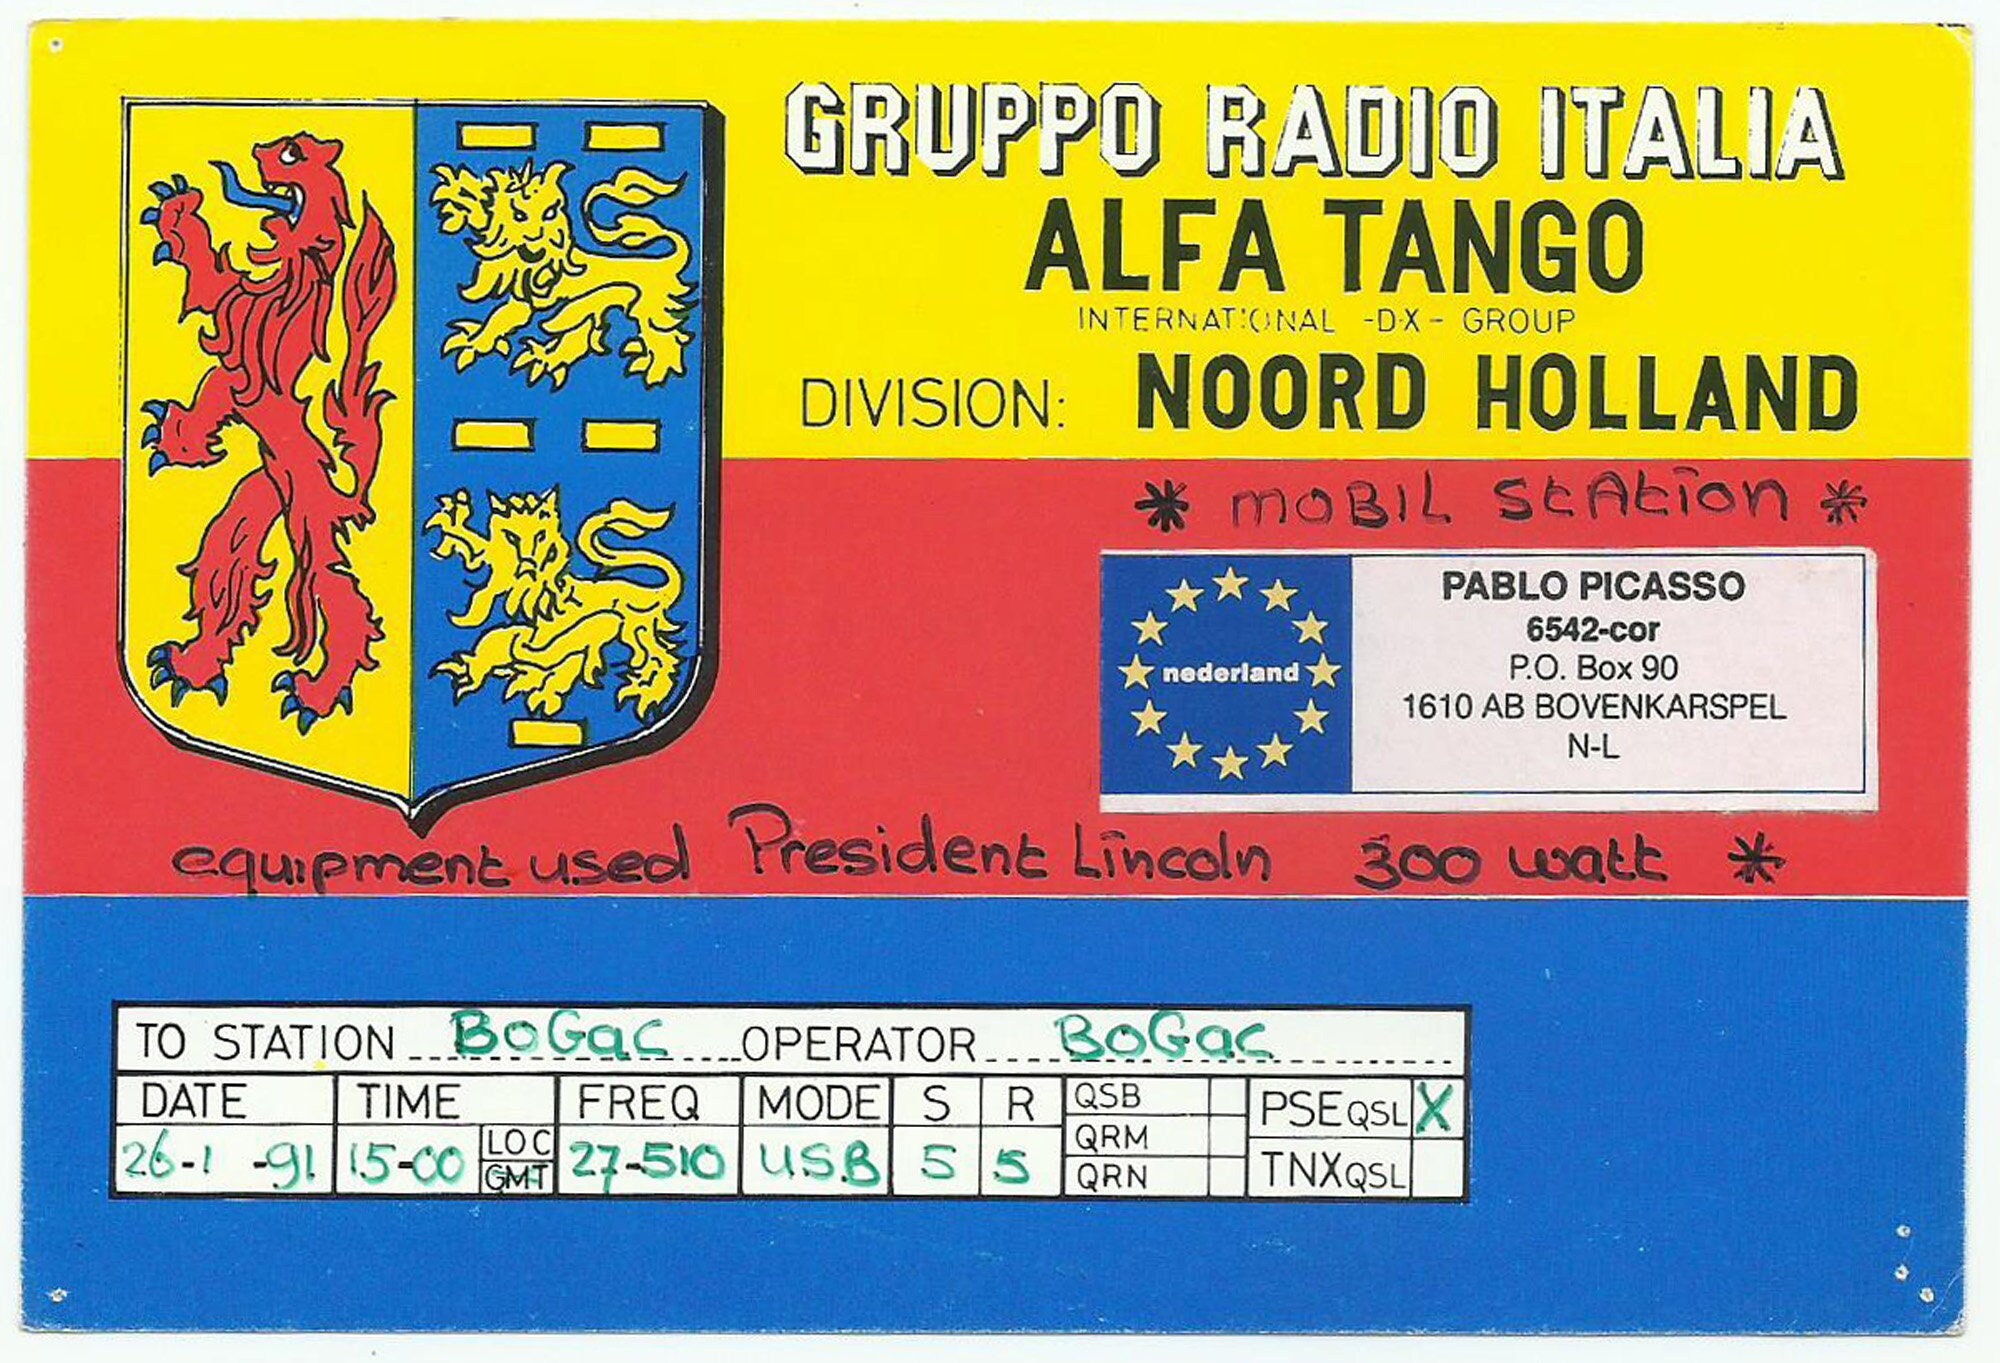 GRUPPO RADIO ITALIA
ALFA TANGO
INTERNATIONAL -DX- GROUP
DIVISION: NOORD HOLLAND
* MOBIL StAtion *
nederland
PABLO PICASSO
6542-cor
P.O. Box 90
1610 AB BOVENKARSPEL
N-L
equipment used President Lincoln 300 watt *
TO STATION BoGac OPERATOR BoGac
DATE TIME FREQ MODE S R QSB PSE QSL X
26-1 -91. 15-00 LOC GMT 27-510 USB 5 5 QRM QRN TNX QSL